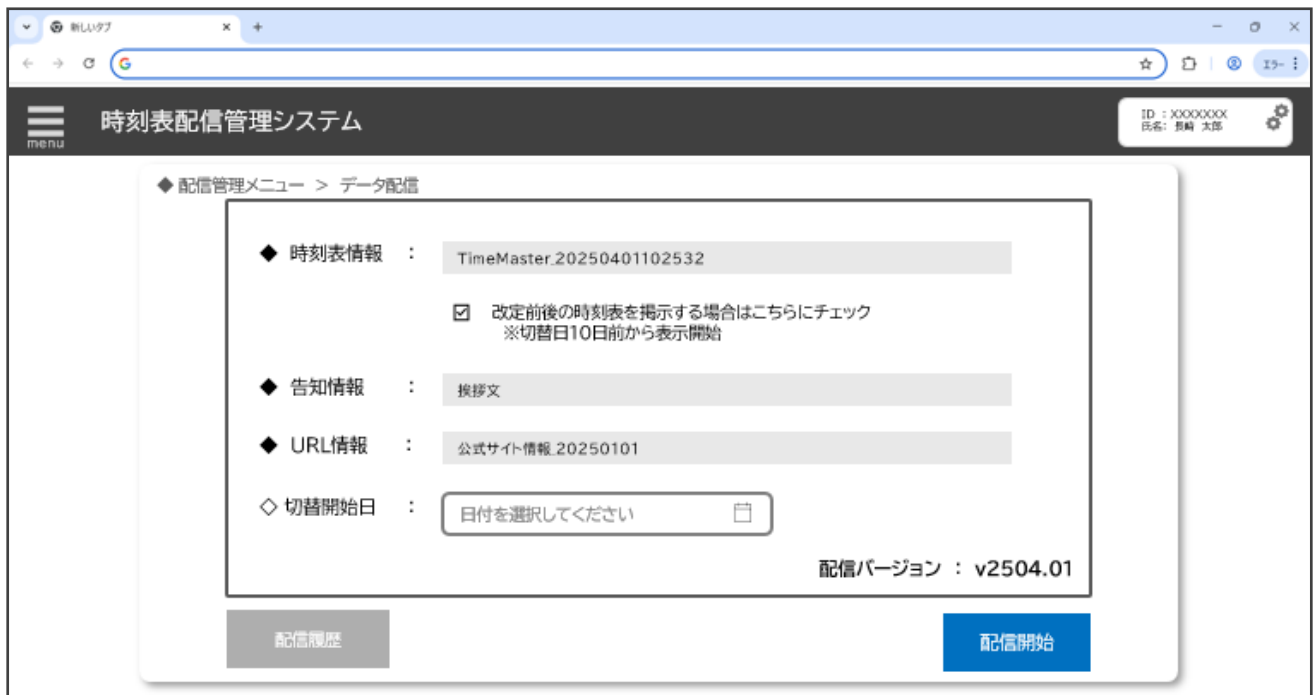 新しいタブ
エラー
menu
時刻表配信管理システム
ID : XXXXXXX
氏名: 長崎 太郎
◆ 配信管理メニュー > データ配信
◆ 時刻表情報 : TimeMaster_20250401102532
☑ 改定前後の時刻表を掲示する場合はこちらにチェック
※切替日10日前から表示開始
◆ 告知情報 : 挨拶文
◆ URL情報 : 公式サイト情報_20250101
◇ 切替開始日 : 日付を選択してください
配信バージョン : v2504.01
配信履歴
配信開始